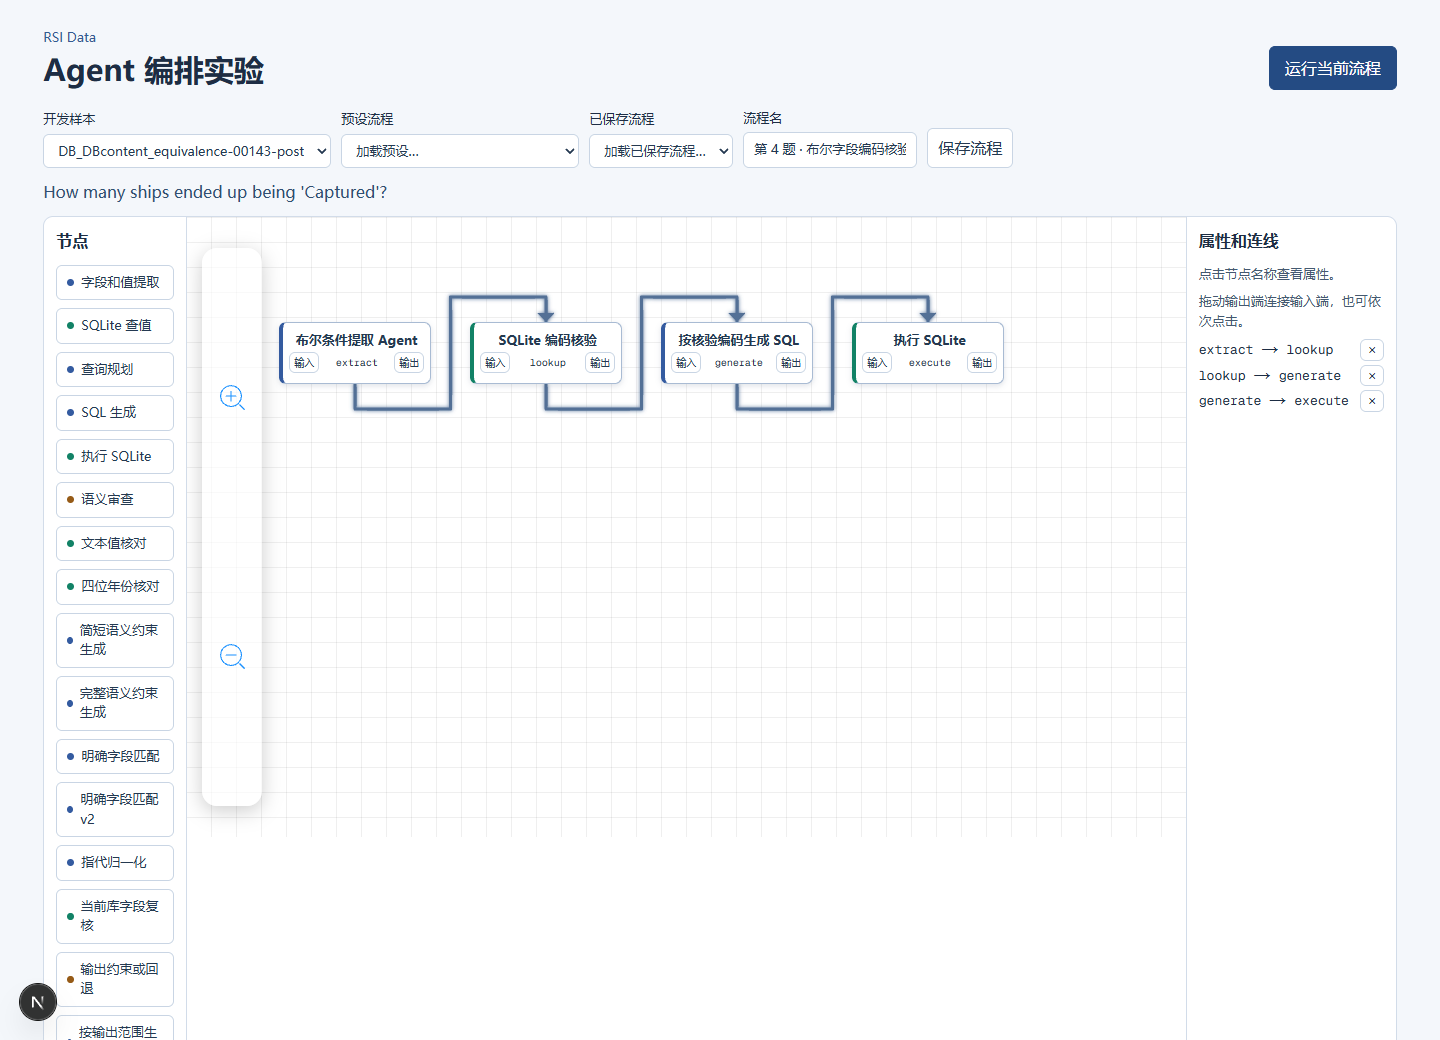 RSI Data
Agent 编排实验
运行当前流程
开发样本
预设流程
已保存流程
流程名
DB_DBcontent_equivalence-00143-post
加载预设...
加载已保存流程...
第 4 题 · 布尔字段编码核验
保存流程
How many ships ended up being 'Captured'?
节点
字段和值提取
SQLite 查值
查询规划
SQL 生成
执行 SQLite
语义审查
文本值核对
四位年份核对
简短语义约束
生成
完整语义约束
生成
明确字段匹配
明确字段匹配
v2
指代归一化
当前库字段复
核
输出约束或回
退
按输出范围生
布尔条件提取 Agent
输入 extract 输出
SQLite 编码核验
输入 lookup 输出
按核验编码生成 SQL
输入 generate 输出
执行 SQLite
输入 execute 输出
属性和连线
点击节点名称查看属性。
拖动输出端连接输入端，也可依
次点击。
extract → lookup ×
lookup → generate ×
generate → execute ×
N